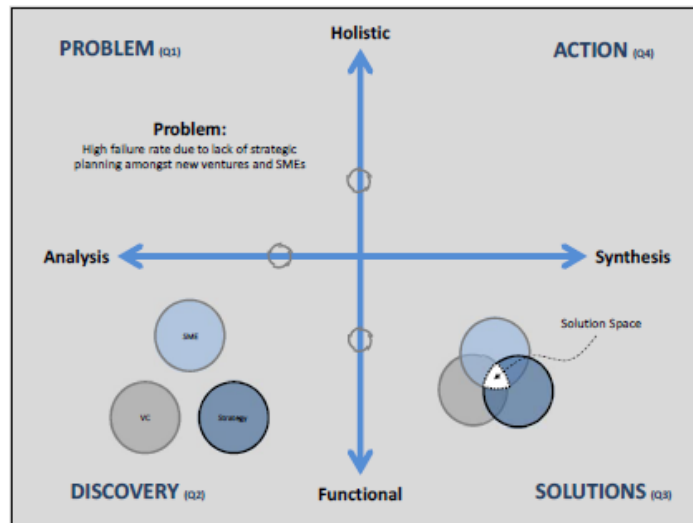 PROBLEM (Q1)
Holistic
ACTION (Q4)
Problem:
High failure rate due to lack of strategic
planning amongst new ventures and SMEs
Analysis
Synthesis
SME
Solution Space
VC
Strategy
DISCOVERY (Q2)
Functional
SOLUTIONS (Q3)